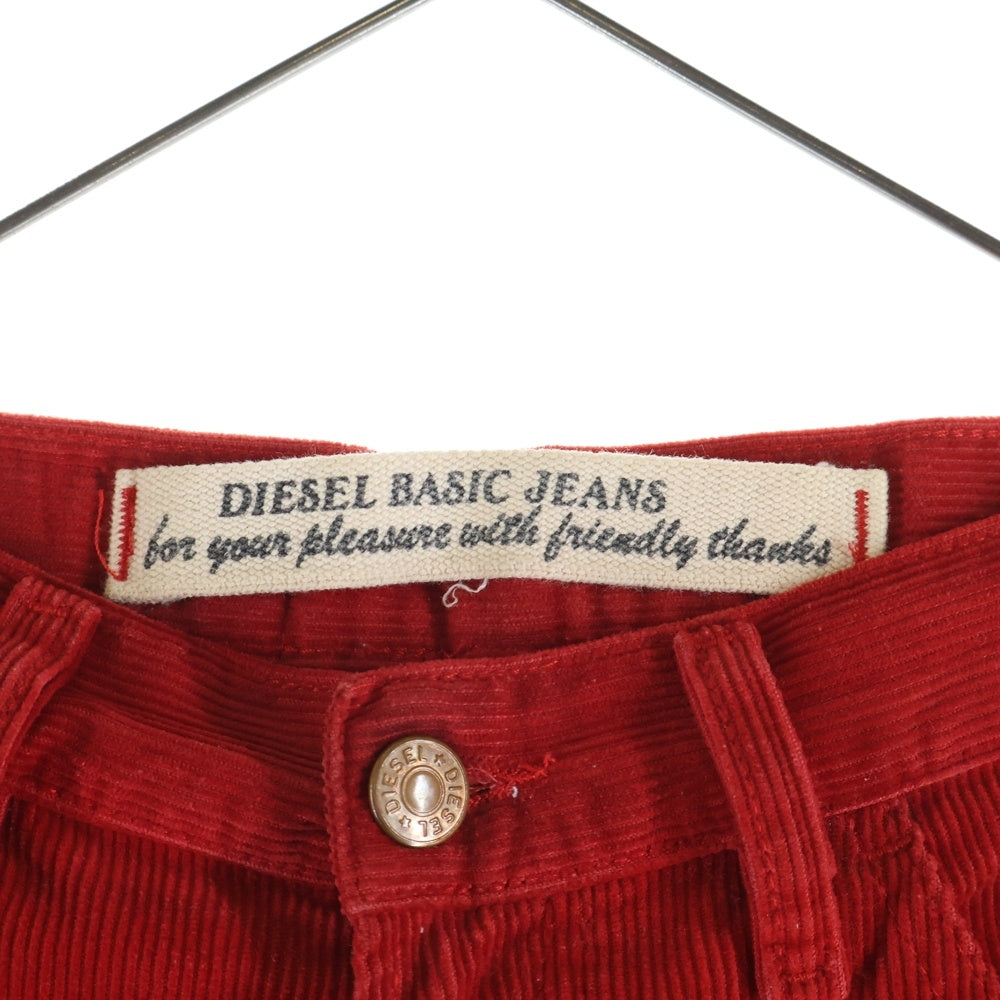 DIESEL BASIC JEANS
for your pleasure with friendly thanks
DIESEL ★ DIESEL ★